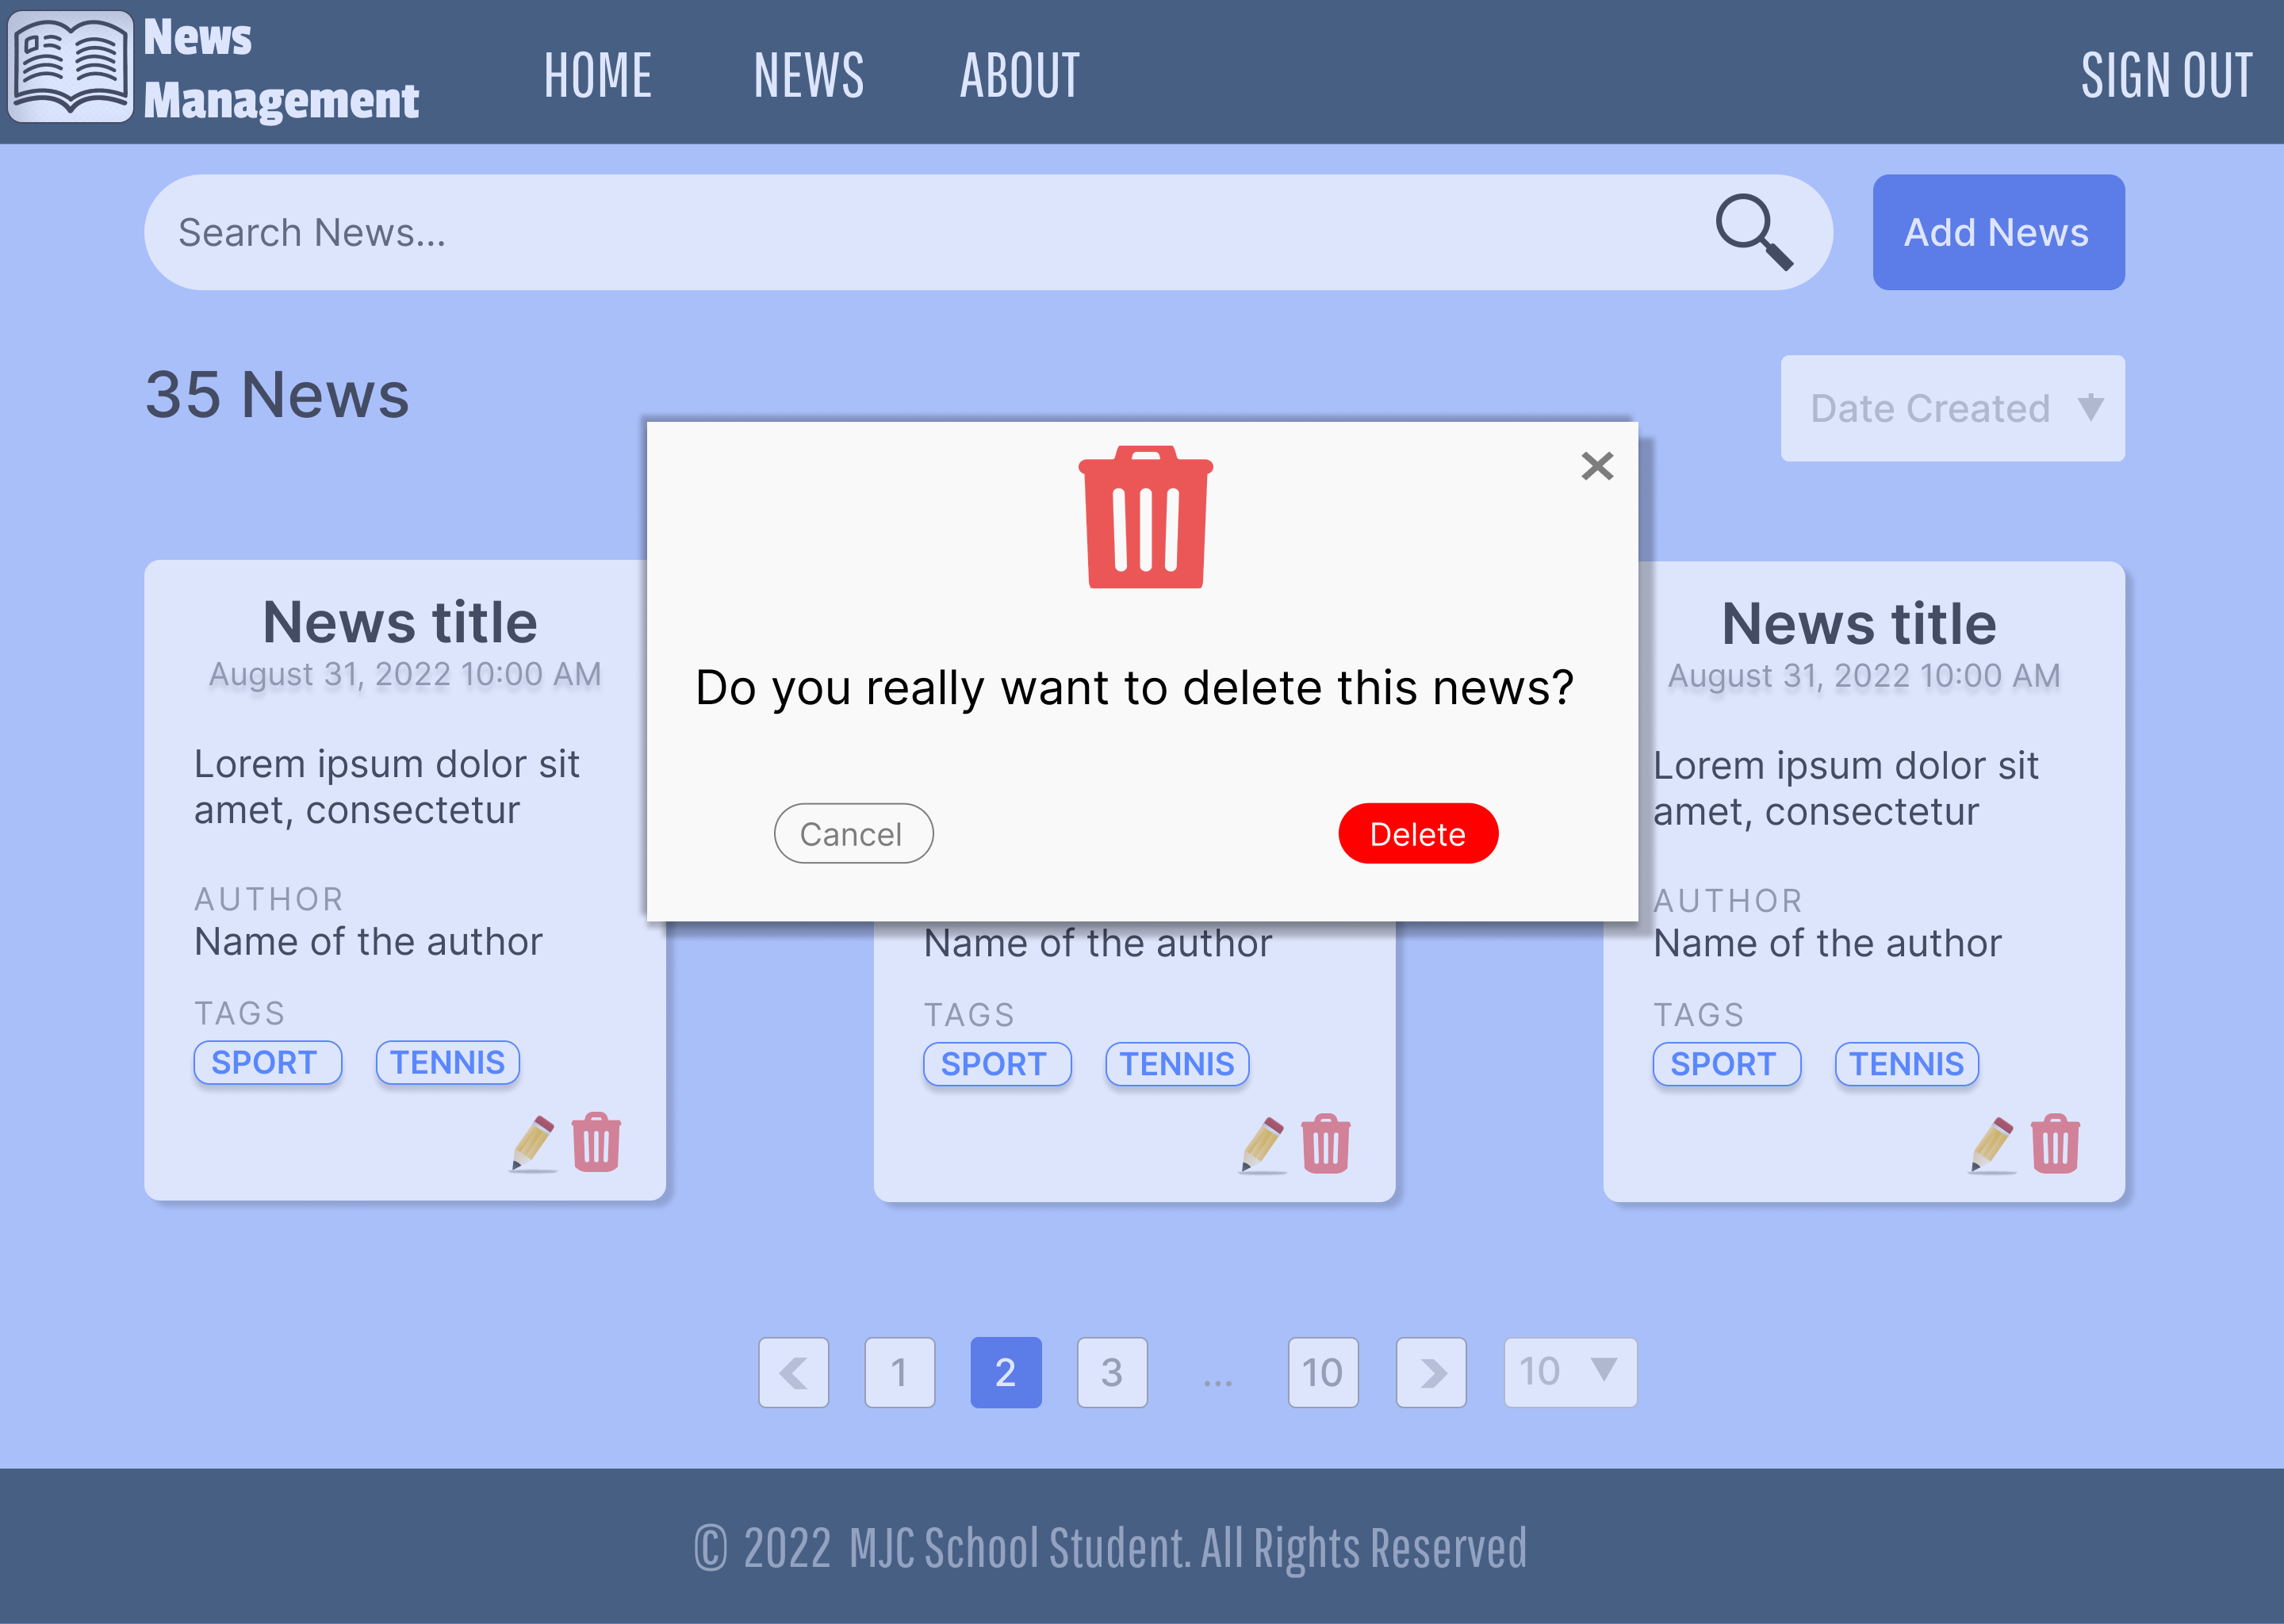 News
Management
HOME
NEWS
ABOUT
SIGN OUT
Search News...
Add News
35 News
Date Created
Do you really want to delete this news?
Cancel
Delete
News title
August 31, 2022 10:00 AM
Lorem ipsum dolor sit
amet, consectetur
AUTHOR
Name of the author
TAGS
SPORT
TENNIS
Name of the author
TAGS
SPORT
TENNIS
News title
August 31, 2022 10:00 AM
Lorem ipsum dolor sit
amet, consectetur
AUTHOR
Name of the author
TAGS
SPORT
TENNIS
1
2
3
...
10
10
© 2022 MJC School Student. All Rights Reserved